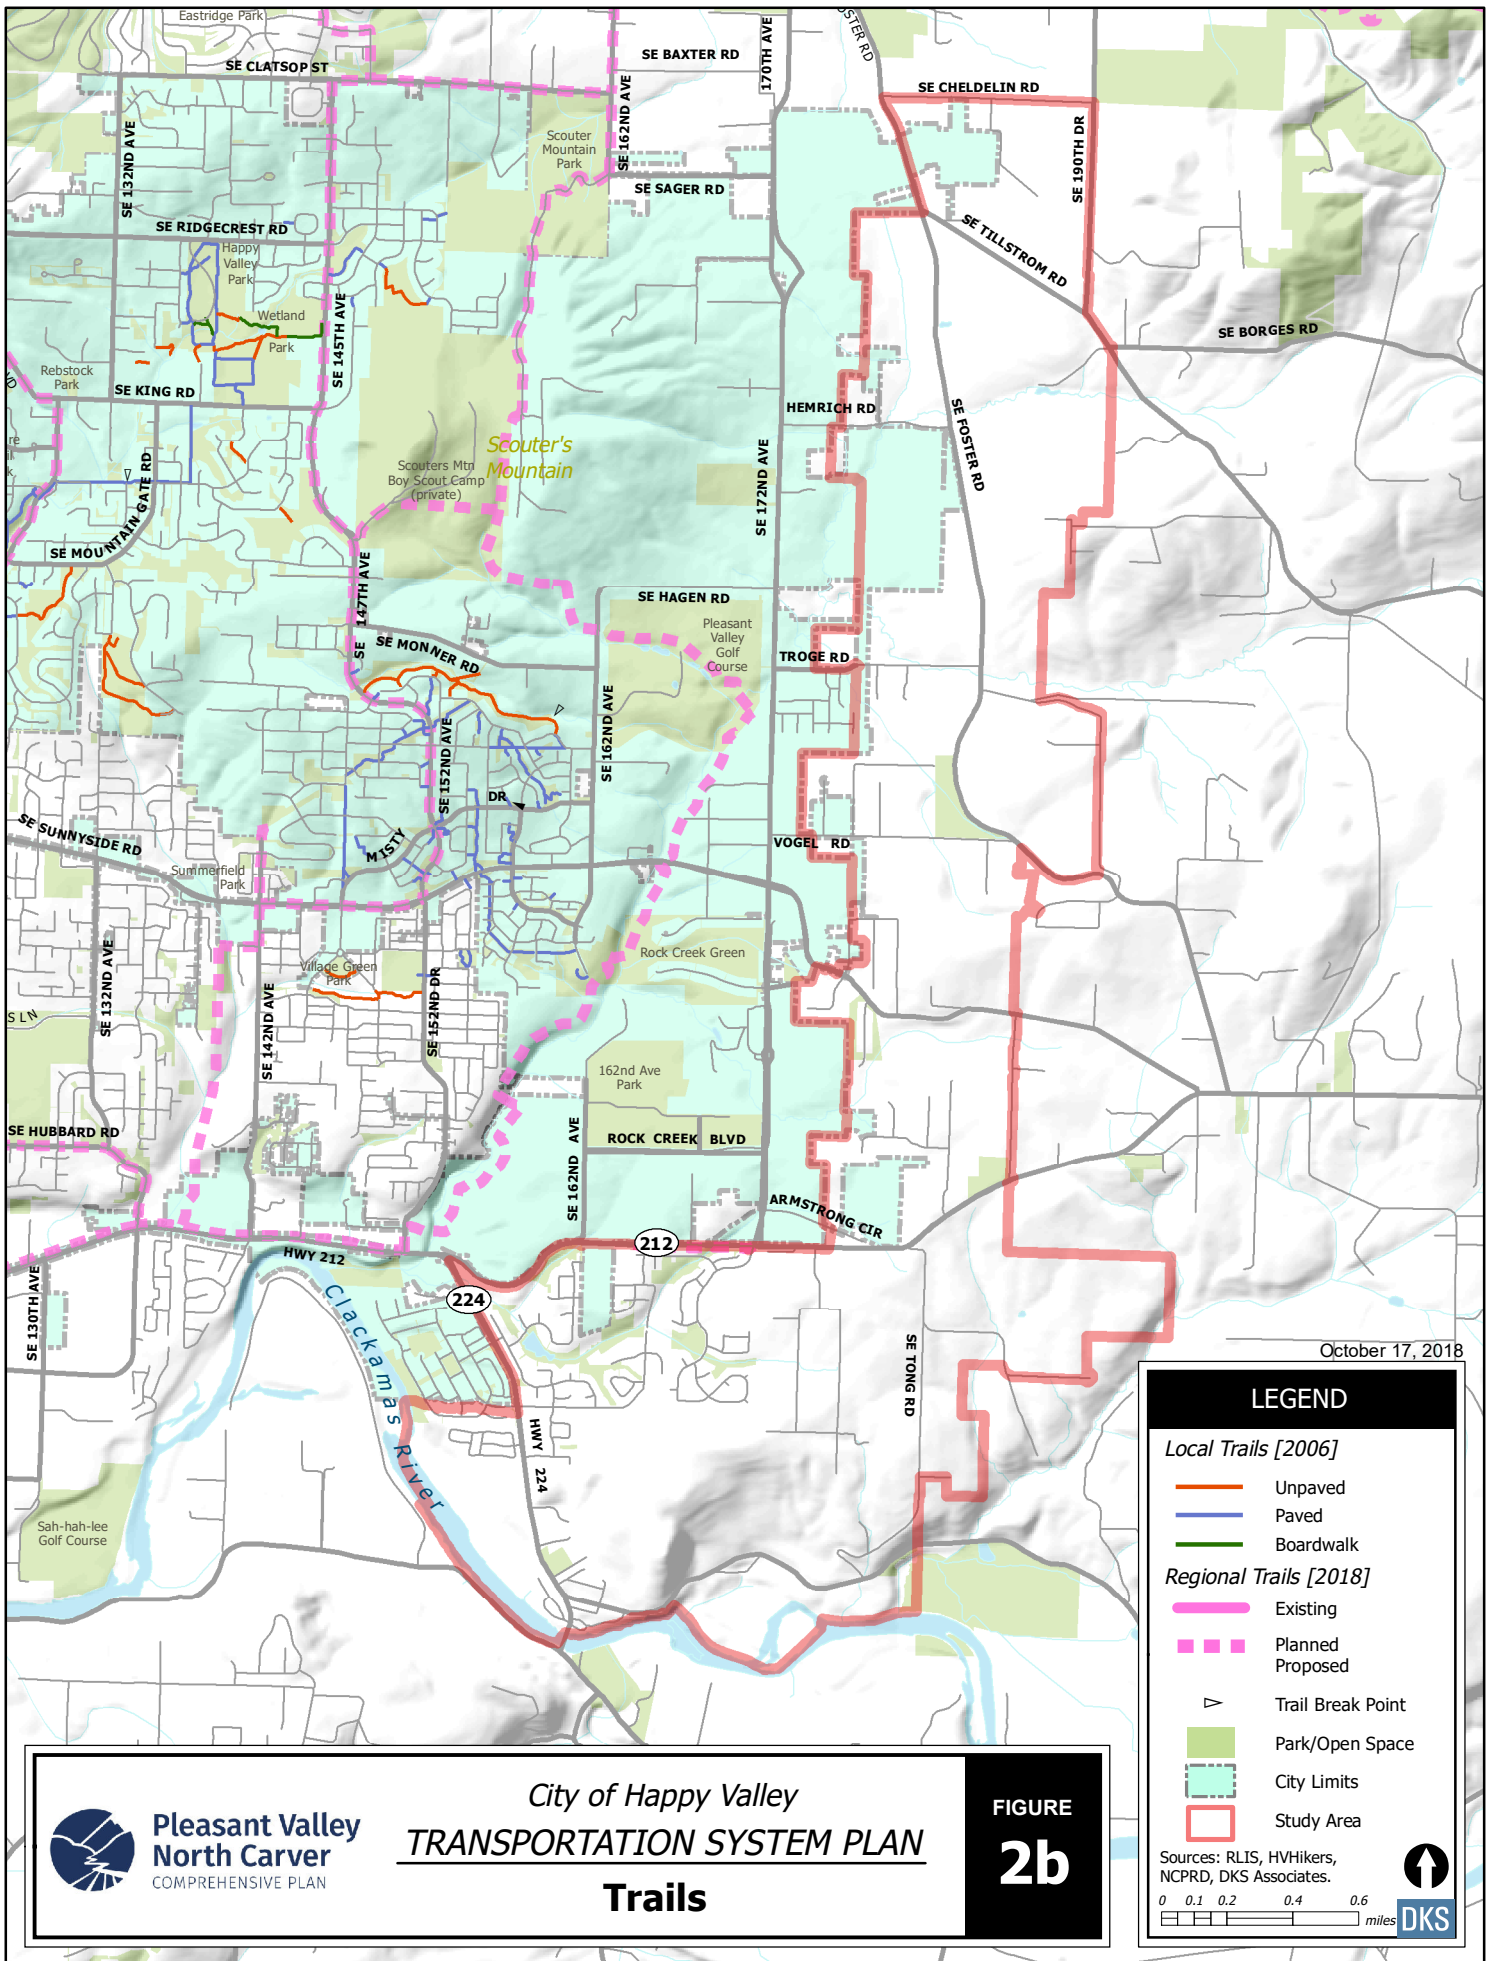 Eastridge Park
SE CLATSOP ST
SE BAXTER RD
170TH AVE
OSTER RD
SE CHELDELIN RD
SE 132ND AVE
SE 162ND AVE
Scouter
Mountain
Park
SE SAGER RD
SE 190TH DR
SE RIDGECREST RD
SE TILLSTROM RD
Happy
Valley
Park
Wetland
Park
SE 145TH AVE
SE BORGES RD
Rebstock
Park
SE KING RD
HEMRICH RD
SE FOSTER RD
Scouter's
Mountain
Scouters Mtn
Boy Scout Camp
(private)
SE 172ND AVE
SE MOUNTAIN GATE RD
SE 147TH AVE
SE HAGEN RD
SE MONNER RD
Pleasant
Valley
Golf
Course
TROGE RD
SE 162ND AVE
SE 152ND AVE
DR
MISTY
SE SUNNYSIDE RD
VOGEL RD
Summerfield
Park
Rock Creek Green
Village Green
Park
SE 132ND AVE
SE 142ND AVE
SE 152ND DR
S LN
162nd Ave
Park
SE HUBBARD RD
ROCK CREEK BLVD
SE 162ND AVE
ARMSTRONG CIR
212
HWY 212
224
SE 130TH AVE
Clackamas River
SE TONG RD
HWY 224
Sah-hah-lee
Golf Course
October 17, 2018
LEGEND
Local Trails [2006]
Unpaved
Paved
Boardwalk
Regional Trails [2018]
Existing
Planned
Proposed
Trail Break Point
Park/Open Space
City Limits
Study Area
Sources: RLIS, HVHikers,
NCPRD, DKS Associates.
0 0.1 0.2 0.4 0.6
miles
DKS
Pleasant Valley
North Carver
COMPREHENSIVE PLAN
City of Happy Valley
TRANSPORTATION SYSTEM PLAN
Trails
FIGURE
2b